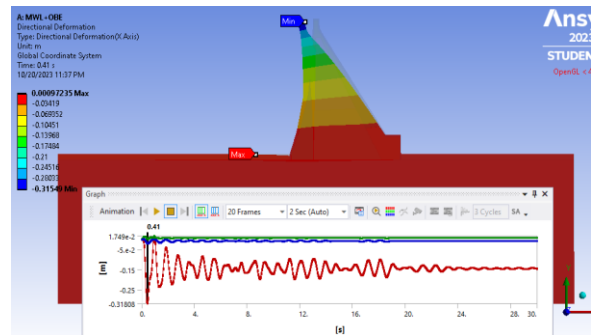 A: MWL+OBE
Directional Deformation
Type: Directional Deformation(X Axis)
Unit: m
Global Coordinate System
Time: 0.41 s
10/20/2023 11:37 PM
0.00097235 Max
-0.03419
-0.069352
-0.10451
-0.13968
-0.17484
-0.21
-0.24516
-0.28033
-0.31549 Min
Min
Max
Ansys
2023
STUDENT
OpenGL
Graph
Animation
20 Frames
2 Sec (Auto)
3 Cycles
SA
0.41
1.749e-2
-5.e-2
-0.15
-0.25
-0.31808
[m]
0. 4. 8. 12. 16. 20. 24. 28. 30.
[s]
Y